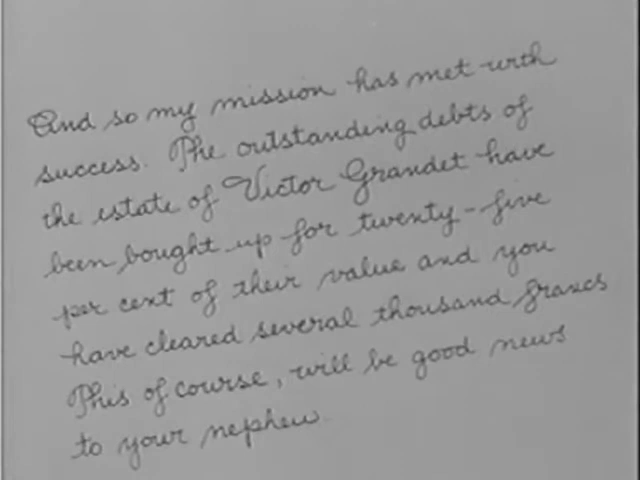 And so my mission has met with
success. The outstanding debts of
the estate of Victor Grandet have
been bought up for twenty-five
per cent of their value and you
have cleared several thousand francs
This of course, will be good news
to your nephew.